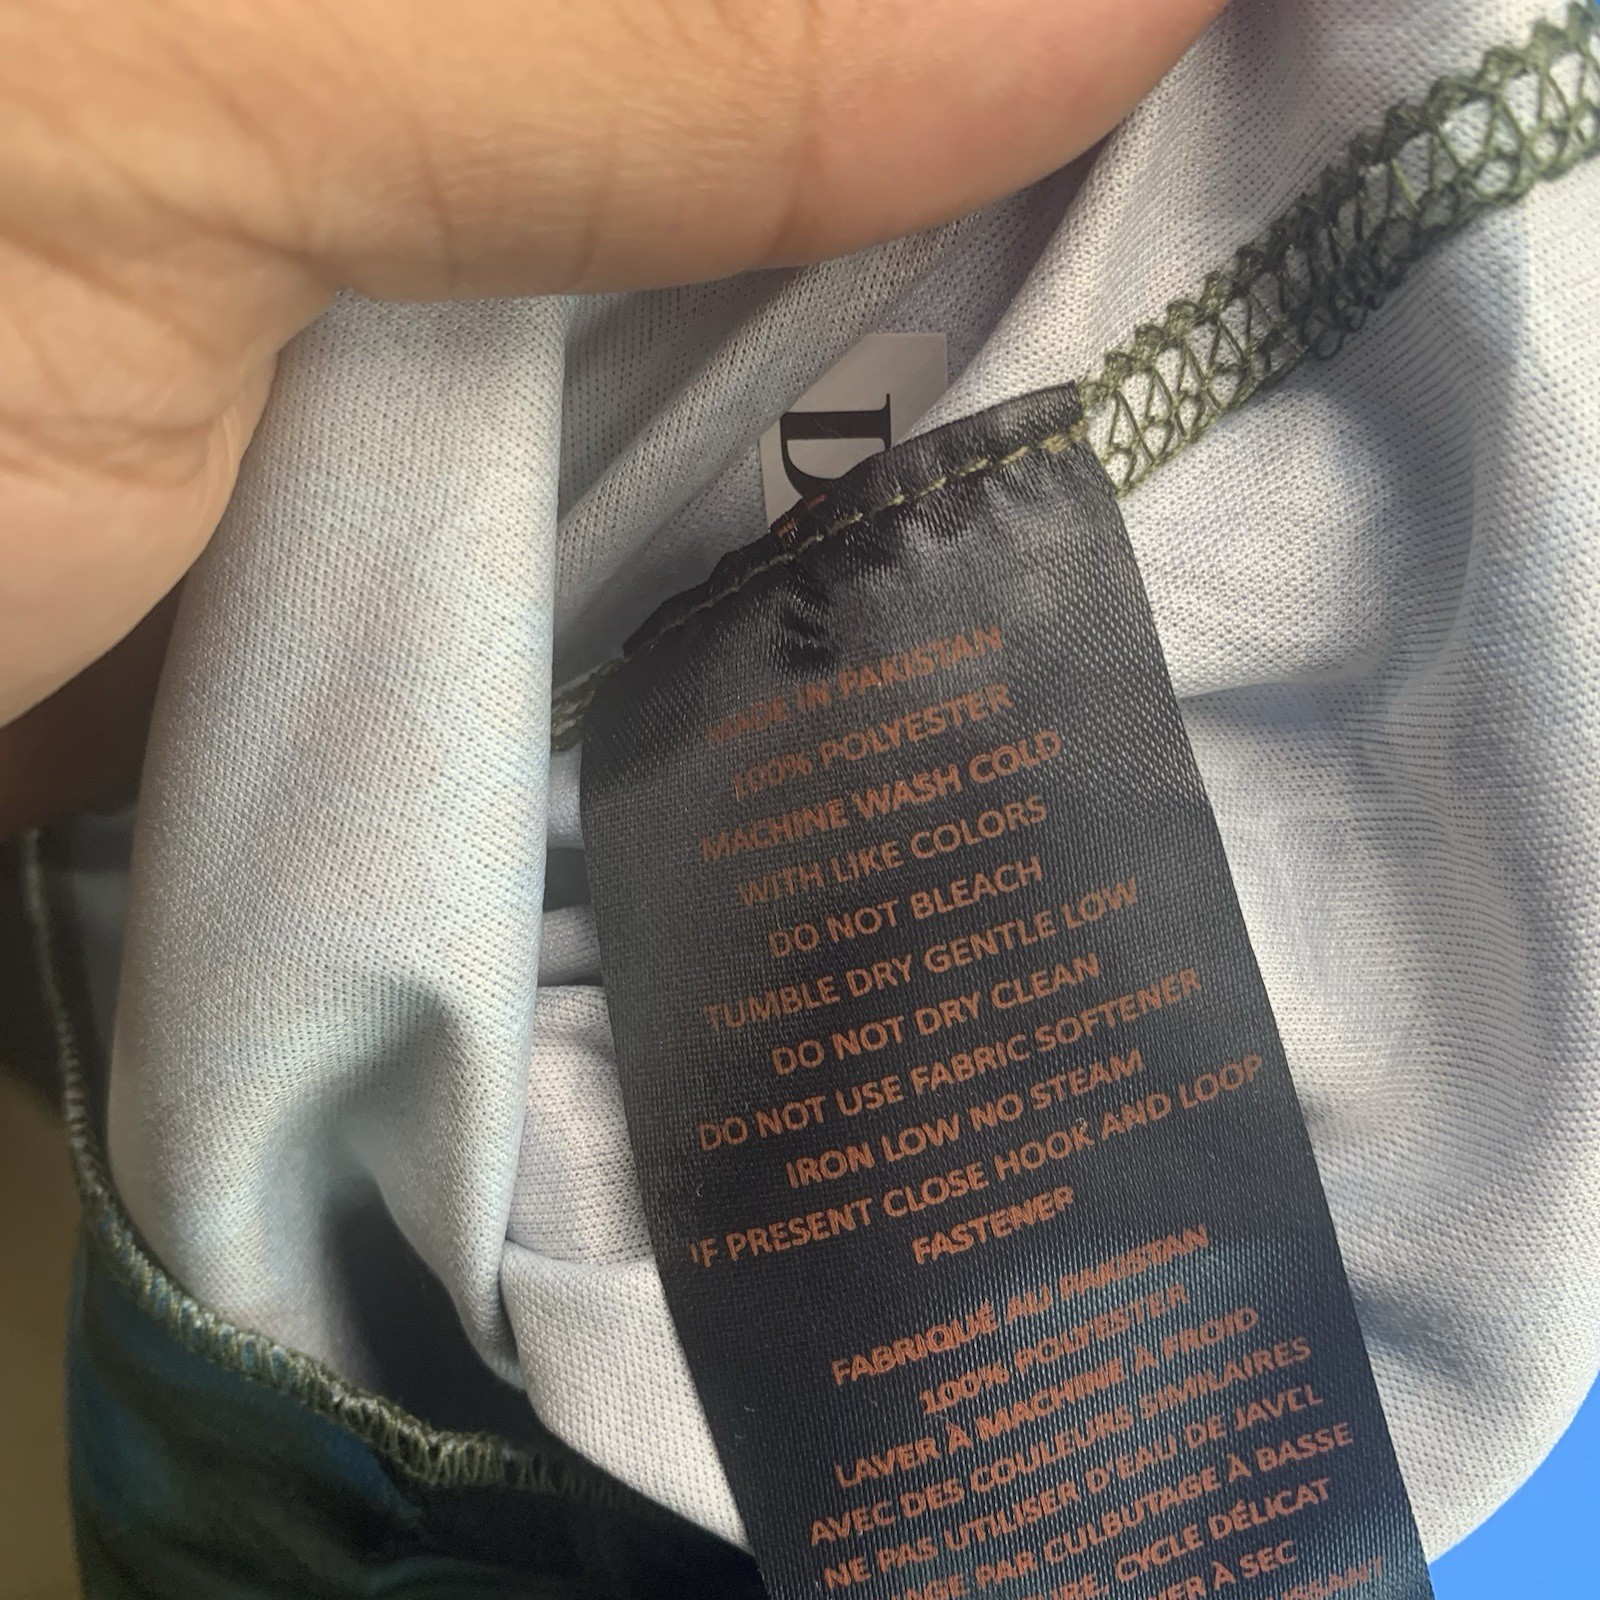 D
MADE IN PAKISTAN
100% POLYESTER
MACHINE WASH COLD
WITH LIKE COLORS
DO NOT BLEACH
TUMBLE DRY GENTLE LOW
DO NOT DRY CLEAN
DO NOT USE FABRIC SOFTENER
IRON LOW NO STEAM
IF PRESENT CLOSE HOOK AND LOOP
FASTENER
FABRIQUÉ AU PAKISTAN
100% POLYESTER
LAVER À MACHINE À FROID
AVEC DES COULEURS SIMILAIRES
NE PAS UTILISER D'EAU DE JAVEL
PAR CULBUTAGE À BASSE
CYCLE DÉLICAT
À SEC